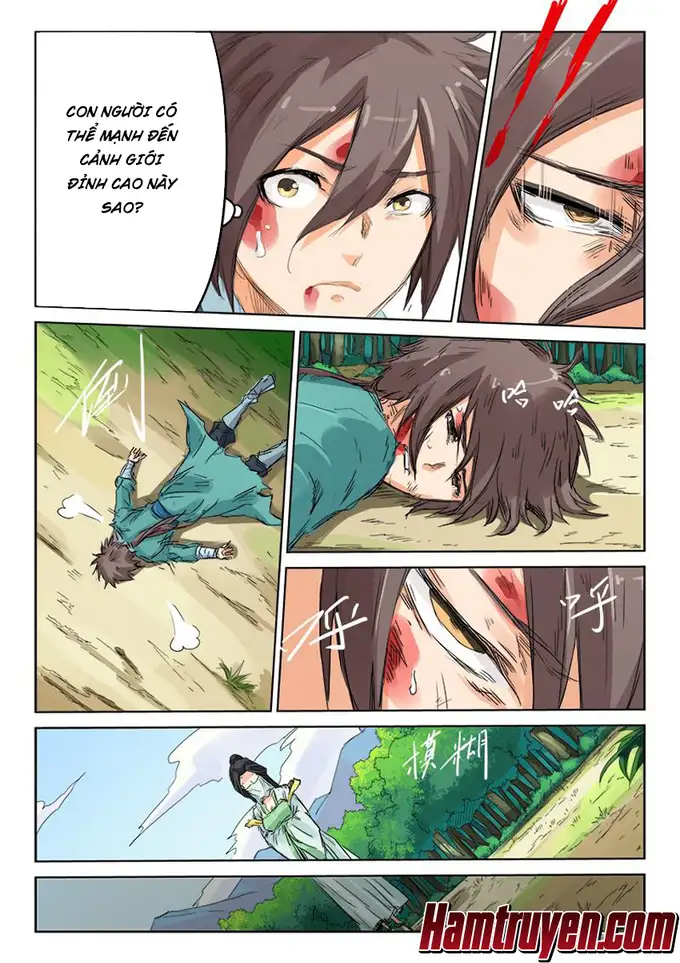 CON NGƯỜI CÓ
THỂ MẠNH ĐẾN
CẢNH GIỚI
ĐỈNH CAO NÀY
SAO?
倒
哈 哈
呼 呼
模糊
Hamtruyen.com